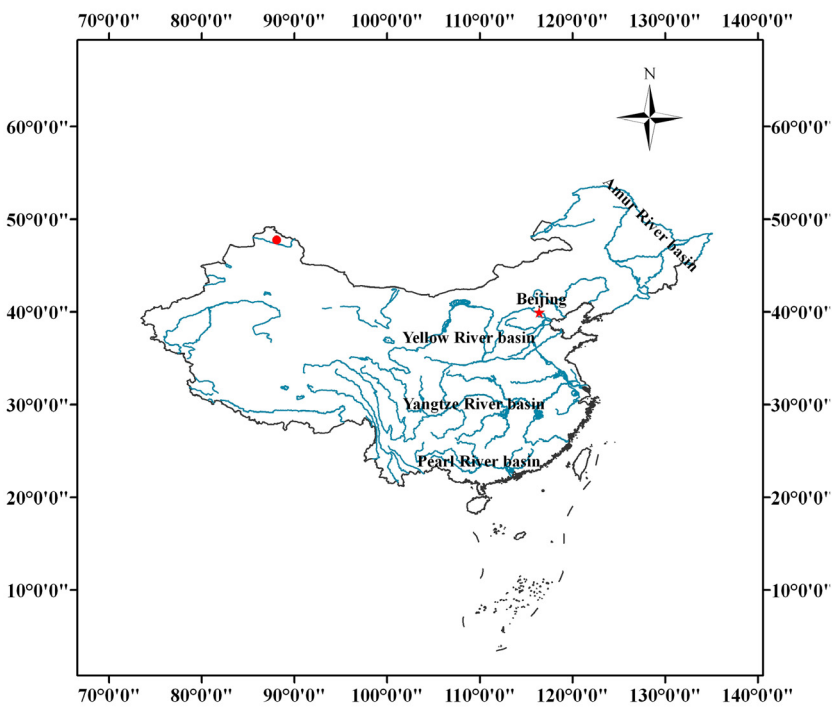 70°0'0" 80°0'0" 90°0'0" 100°0'0" 110°0'0" 120°0'0" 130°0'0" 140°0'0"
N
60°0'0" 60°0'0"
50°0'0" 50°0'0"
Amur River basin
40°0'0" 40°0'0"
Beijing
Yellow River basin
30°0'0" 30°0'0"
Yangtze River basin
Pearl River basin
20°0'0" 20°0'0"
10°0'0" 10°0'0"
70°0'0" 80°0'0" 90°0'0" 100°0'0" 110°0'0" 120°0'0" 130°0'0" 140°0'0"